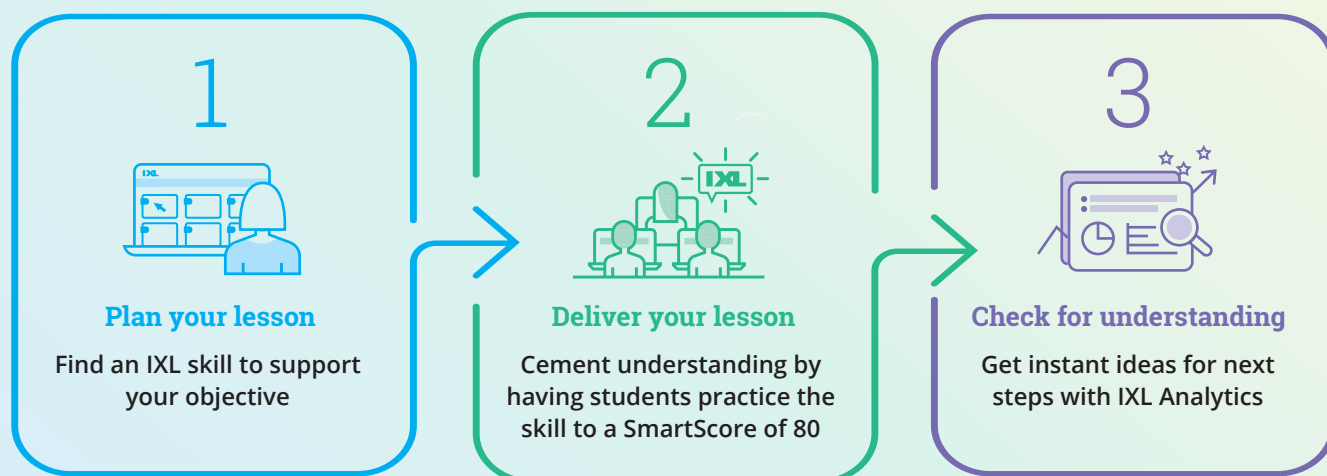 1
IXL
Plan your lesson
Find an IXL skill to support
your objective
2
IXL
Deliver your lesson
Cement understanding by
having students practice the
skill to a SmartScore of 80
3
Check for understanding
Get instant ideas for next
steps with IXL Analytics